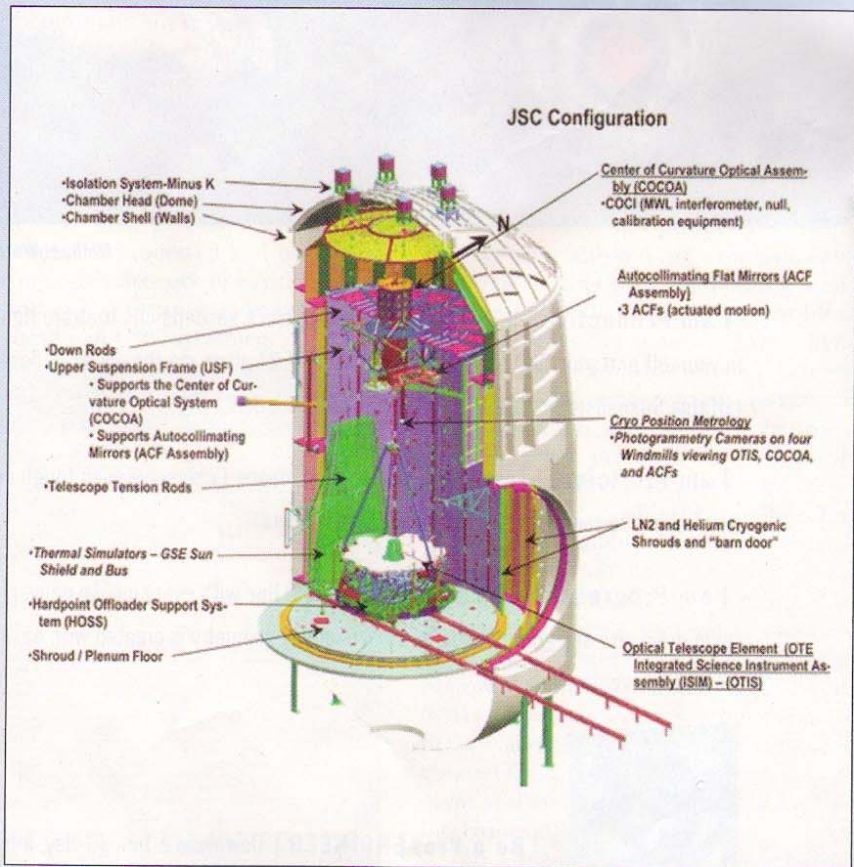 JSC Configuration
•Isolation System-Minus K
•Chamber Head (Dome)
•Chamber Shell (Walls)
•Down Rods
•Upper Suspension Frame (USF)
• Supports the Center of Cur-
vature Optical System
(COCOA)
• Supports Autocollimating
Mirrors (ACF Assembly)
•Telescope Tension Rods
•Thermal Simulators – GSE Sun
Shield and Bus
•Hardpoint Offloader Support Sys-
tem (HOSS)
•Shroud / Plenum Floor
N
Center of Curvature Optical Assem-
bly (COCOA)
•COCI (MWL interferometer, null,
calibration equipment)
Autocollimating Flat Mirrors (ACF
Assembly)
•3 ACFs (actuated motion)
Cryo Position Metrology
•Photogrammetry Cameras on four
Windmills viewing OTIS, COCOA,
and ACFs
LN2 and Helium Cryogenic
Shrouds and “barn door”
Optical Telescope Element (OTE
Integrated Science Instrument As-
sembly (ISIM) – (OTIS)